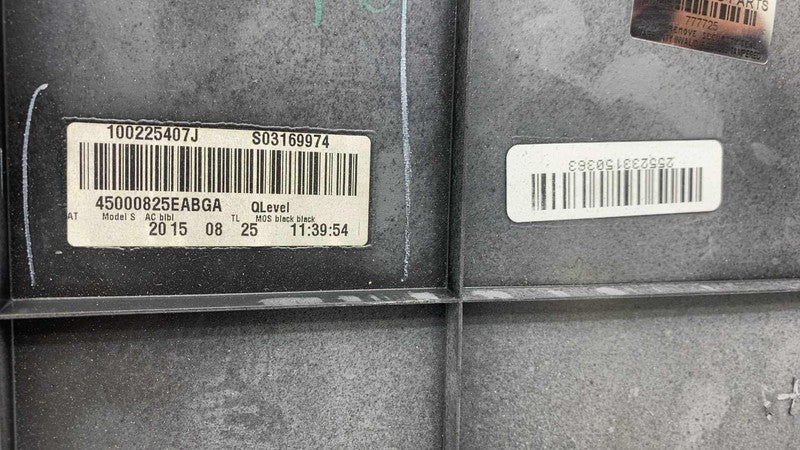 PARTS
777725
100225407J S03169974
45000825EABGA QLevel
AT Model S AC blbl TL MOS black black
2015 08 25 11:39:54
255233150363